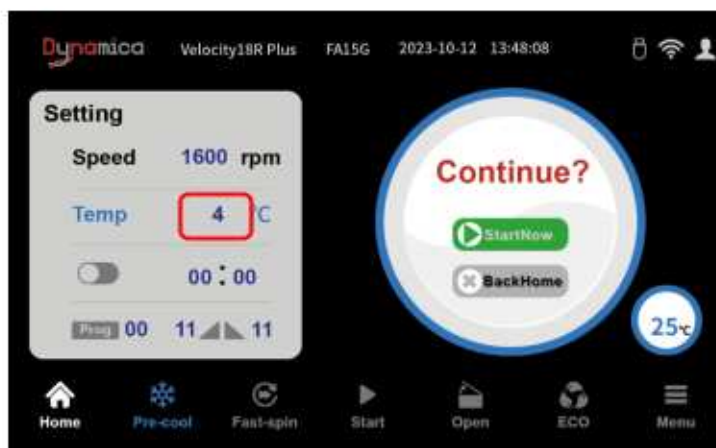 Dynamica Velocity18R Plus FA15G 2023-10-12 13:48:08
Setting
Speed 1600 rpm
Temp 4 °C
00:00
Prog 00 11 11
Continue?
StartNow
BackHome
25℃
Home Pre-cool Fast-spin Start Open ECO Menu